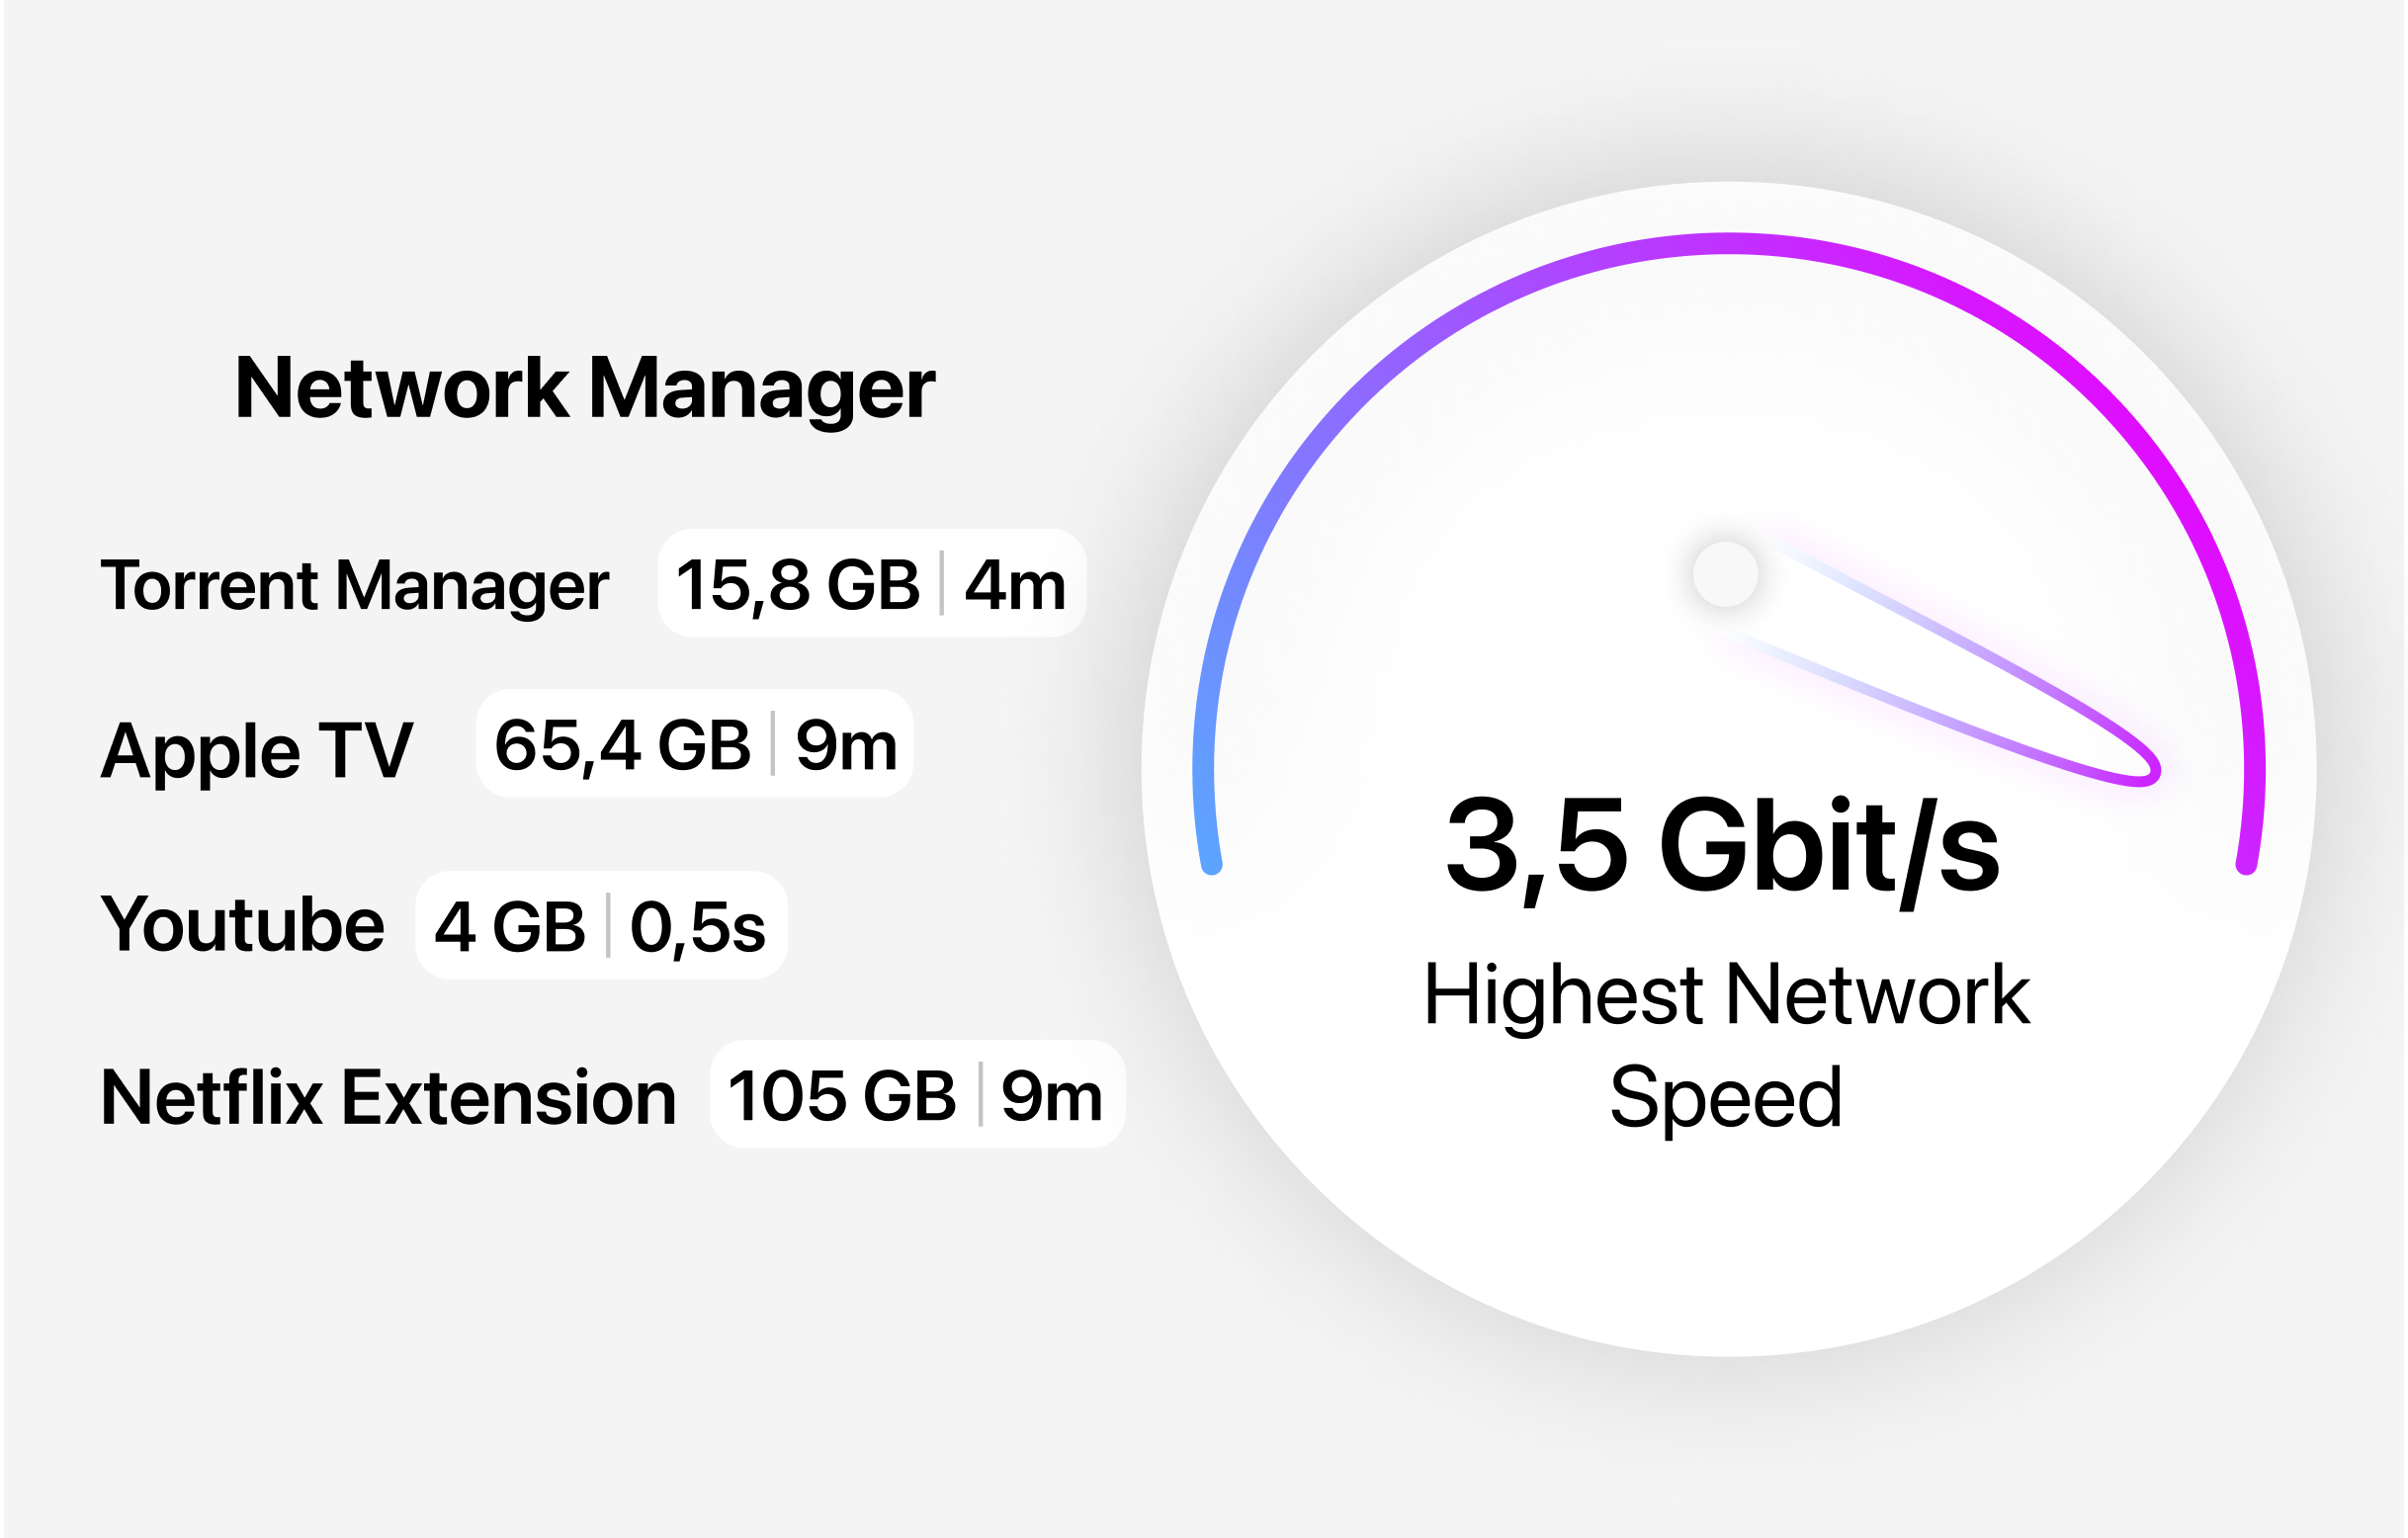 Network Manager
Torrent Manager 15,8 GB | 4m
Apple TV 65,4 GB | 9m
Youtube 4 GB | 0,5s
Netflix Extension 105 GB | 9m
3,5 Gbit/s
Highest Network
Speed